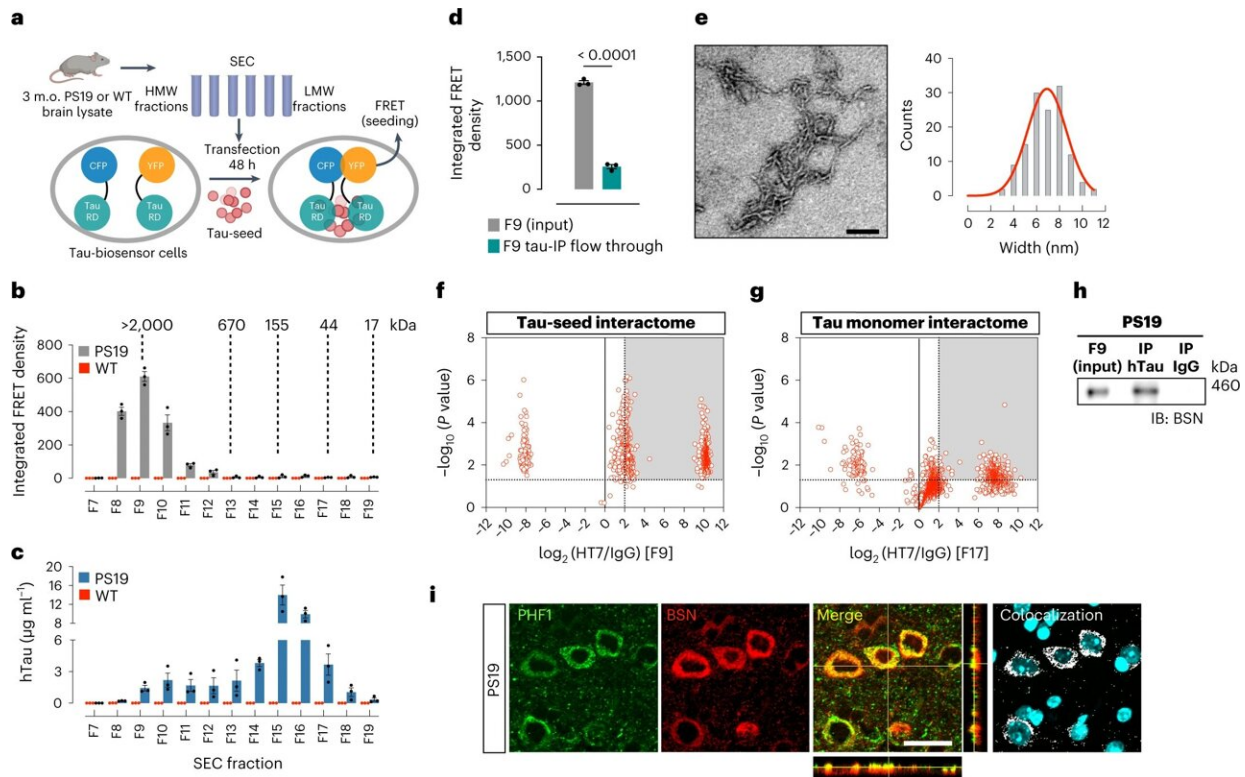 a
SEC
3 m.o. PS19 or WT
brain lysate
HMW
fractions
LMW
fractions
FRET
(seeding)
Transfection
48 h
CFP
YFP
CFP
YFP
Tau
RD
Tau
RD
Tau
RD
Tau
RD
Tau-seed
Tau-biosensor cells
b
>2,000 670 155 44 17 kDa
PS19
WT
Integrated FRET density
800
600
400
200
0
F7 F8 F9 F10 F11 F12 F13 F14 F15 F16 F17 F18 F19
c
PS19
WT
hTau (µg ml⁻¹)
20
16
12
8
6
3
0
F7 F8 F9 F10 F11 F12 F13 F14 F15 F16 F17 F18 F19
SEC fraction
d
< 0.0001
Integrated FRET
density
1,500
1,000
500
0
F9 (input)
F9 tau-IP flow through
e
Counts
40
30
20
10
0
0 2 4 6 8 10 12
Width (nm)
f
Tau-seed interactome
−log₁₀ (P value)
8
6
4
2
0
−12 −10 −8 −6 −4 −2 0 2 4 6 8 10 12
log₂ (HT7/IgG) [F9]
g
Tau monomer interactome
−log₁₀ (P value)
8
6
4
2
0
−12 −10 −8 −6 −4 −2 0 2 4 6 8 10 12
log₂ (HT7/IgG) [F17]
h
PS19
F9 IP IP
(input) hTau IgG kDa
460
IB: BSN
i
PS19
PHF1
BSN
Merge
Colocalization